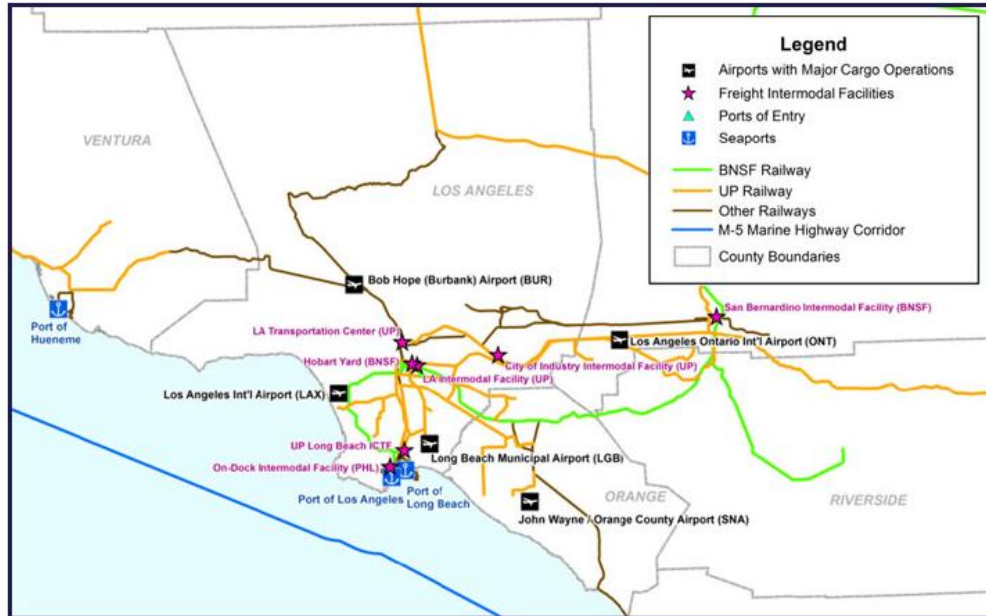 Legend
Airports with Major Cargo Operations
Freight Intermodal Facilities
Ports of Entry
Seaports
BNSF Railway
UP Railway
Other Railways
M-5 Marine Highway Corridor
County Boundaries
VENTURA
LOS ANGELES
Bob Hope (Burbank) Airport (BUR)
San Bernardino Intermodal Facility (BNSF)
Port of
Hueneme
LA Transportation Center (UP)
Los Angeles Ontario Int'l Airport (ONT)
Hobart Yard (BNSF)
City of Industry Intermodal Facility (UP)
LA Intermodal Facility (UP)
Los Angeles Int'l Airport (LAX)
UP Long Beach ICTF
Long Beach Municipal Airport (LGB)
On-Dock Intermodal Facility (PHL)
Port of Los Angeles
Port of
Long Beach
ORANGE
RIVERSIDE
John Wayne / Orange County Airport (SNA)